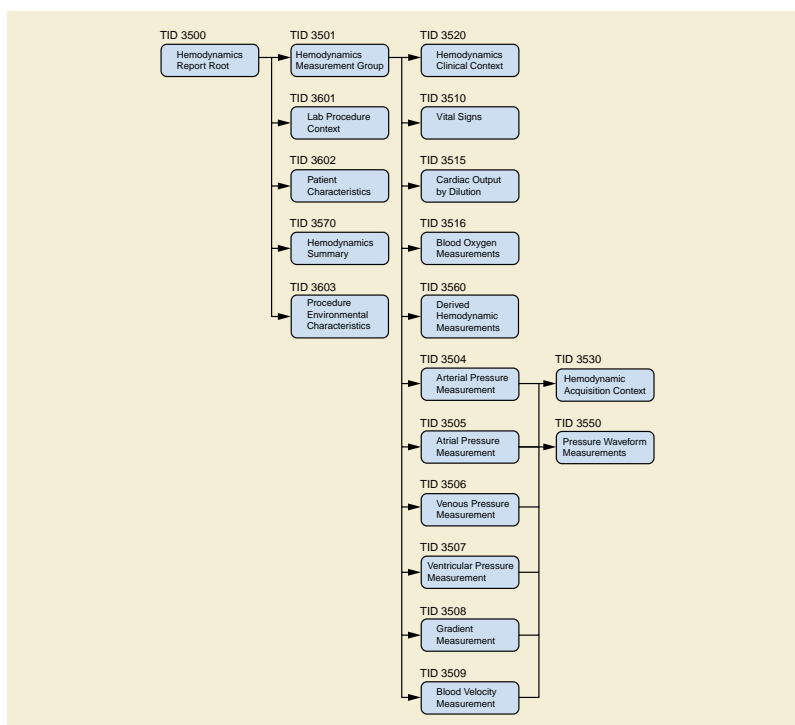 TID 3500
Hemodynamics
Report Root
TID 3501
Hemodynamics
Measurement Group
TID 3601
Lab Procedure
Context
TID 3602
Patient
Characteristics
TID 3570
Hemodynamics
Summary
TID 3603
Procedure
Environmental
Characteristics
TID 3520
Hemodynamics
Clinical Context
TID 3510
Vital Signs
TID 3515
Cardiac Output
by Dilution
TID 3516
Blood Oxygen
Measurements
TID 3560
Derived
Hemodynamic
Measurements
TID 3504
Arterial Pressure
Measurement
TID 3505
Atrial Pressure
Measurement
TID 3506
Venous Pressure
Measurement
TID 3507
Ventricular Pressure
Measurement
TID 3508
Gradient
Measurement
TID 3509
Blood Velocity
Measurement
TID 3530
Hemodynamic
Acquisition Context
TID 3550
Pressure Waveform
Measurements